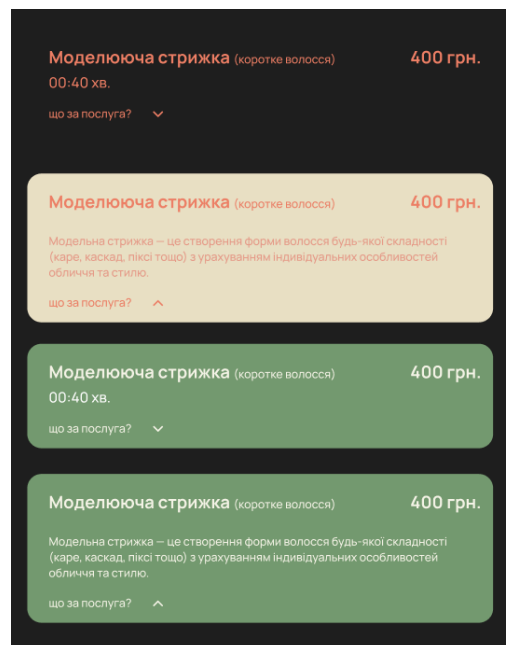 Моделююча стрижка (коротке волосся) 400 грн.
00:40 хв.
що за послуга?
Моделююча стрижка (коротке волосся) 400 грн.
Модельна стрижка — це створення форми волосся будь-якої складності
(каре, каскад, піксі тощо) з урахуванням індивідуальних особливостей
обличчя та стилю.
що за послуга?
Моделююча стрижка (коротке волосся) 400 грн.
00:40 хв.
що за послуга?
Моделююча стрижка (коротке волосся) 400 грн.
Модельна стрижка — це створення форми волосся будь-якої складності
(каре, каскад, піксі тощо) з урахуванням індивідуальних особливостей
обличчя та стилю.
що за послуга?